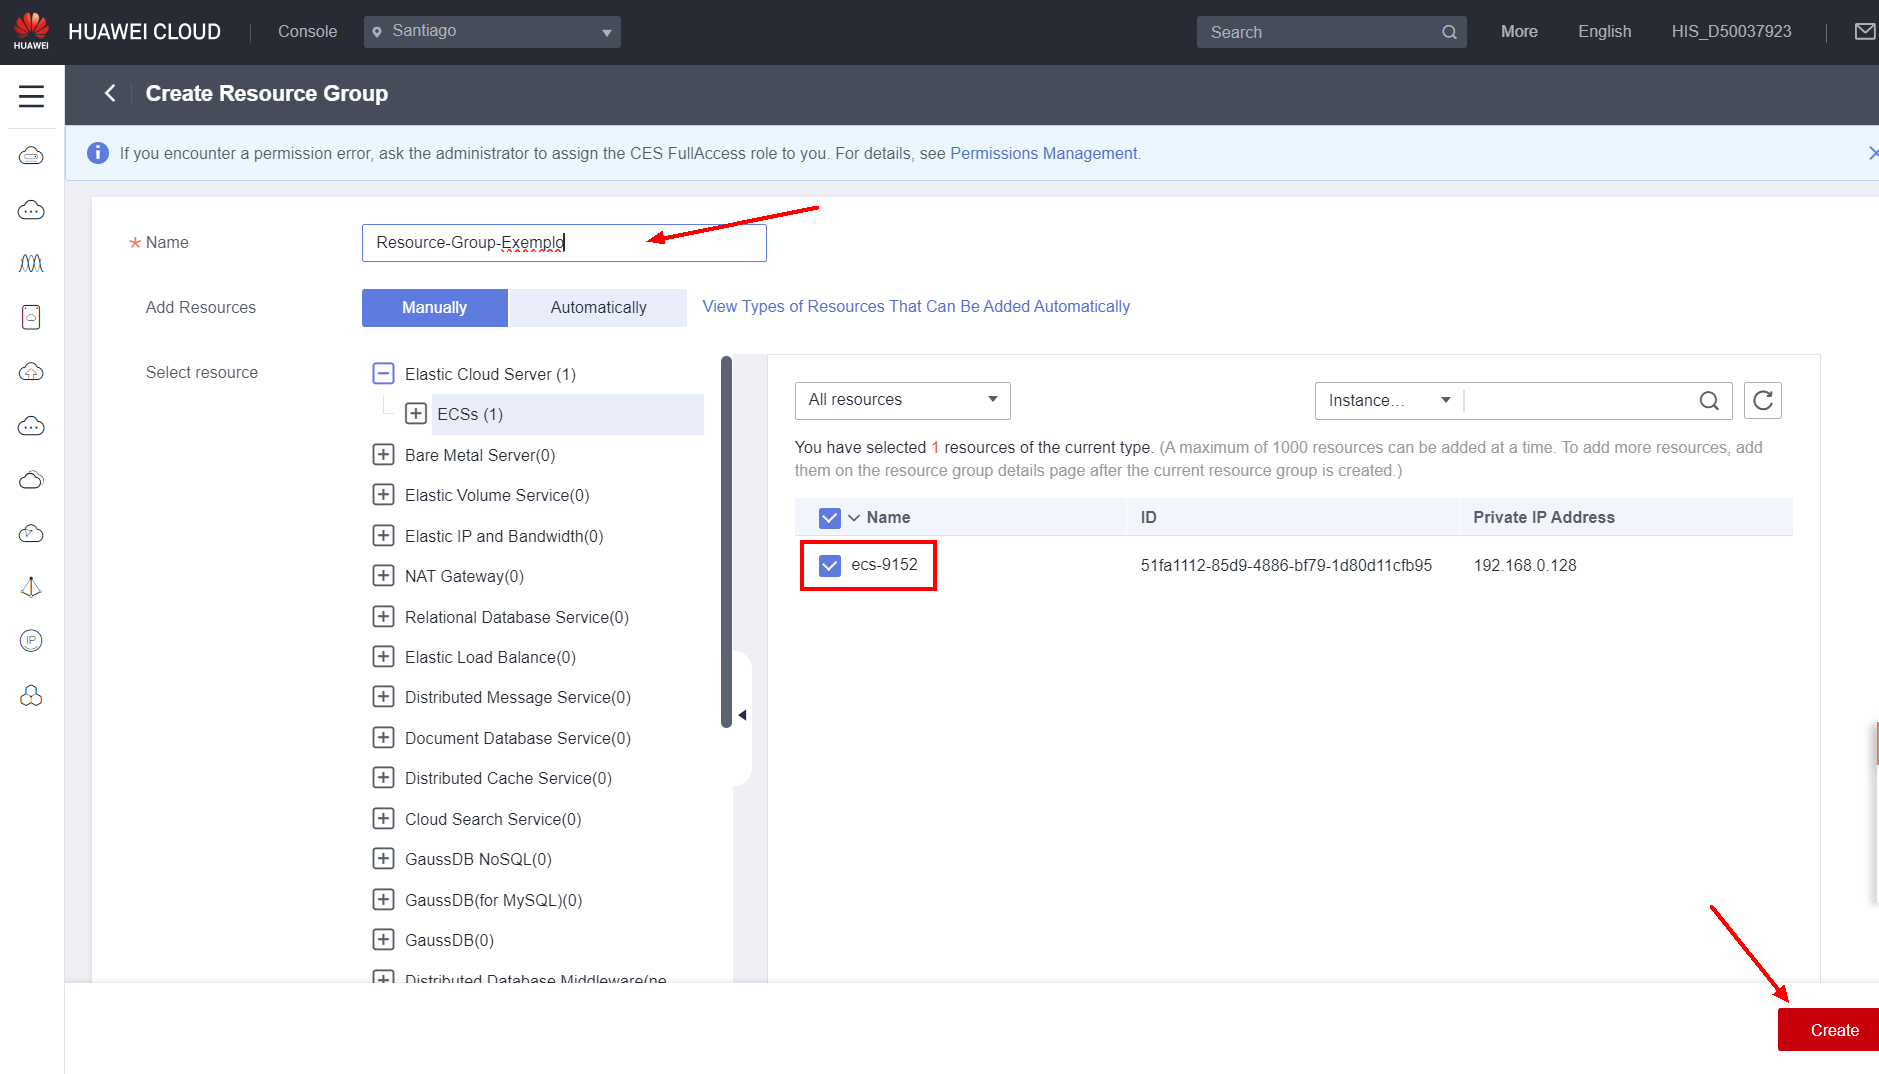 HUAWEI
HUAWEI CLOUD
Console
Santiago
Search
More
English
HIS_D50037923
Create Resource Group
If you encounter a permission error, ask the administrator to assign the CES FullAccess role to you. For details, see Permissions Management.
* Name
Resource-Group-Exemplo
Add Resources
Manually
Automatically
View Types of Resources That Can Be Added Automatically
Select resource
Elastic Cloud Server (1)
ECSs (1)
Bare Metal Server(0)
Elastic Volume Service(0)
Elastic IP and Bandwidth(0)
NAT Gateway(0)
Relational Database Service(0)
Elastic Load Balance(0)
Distributed Message Service(0)
Document Database Service(0)
Distributed Cache Service(0)
Cloud Search Service(0)
GaussDB NoSQL(0)
GaussDB(for MySQL)(0)
GaussDB(0)
Distributed Database Middleware(ne
All resources
Instance...
You have selected 1 resources of the current type. (A maximum of 1000 resources can be added at a time. To add more resources, add
them on the resource group details page after the current resource group is created.)
Name
ID
Private IP Address
ecs-9152
51fa1112-85d9-4886-bf79-1d80d11cfb95
192.168.0.128
IP
Create